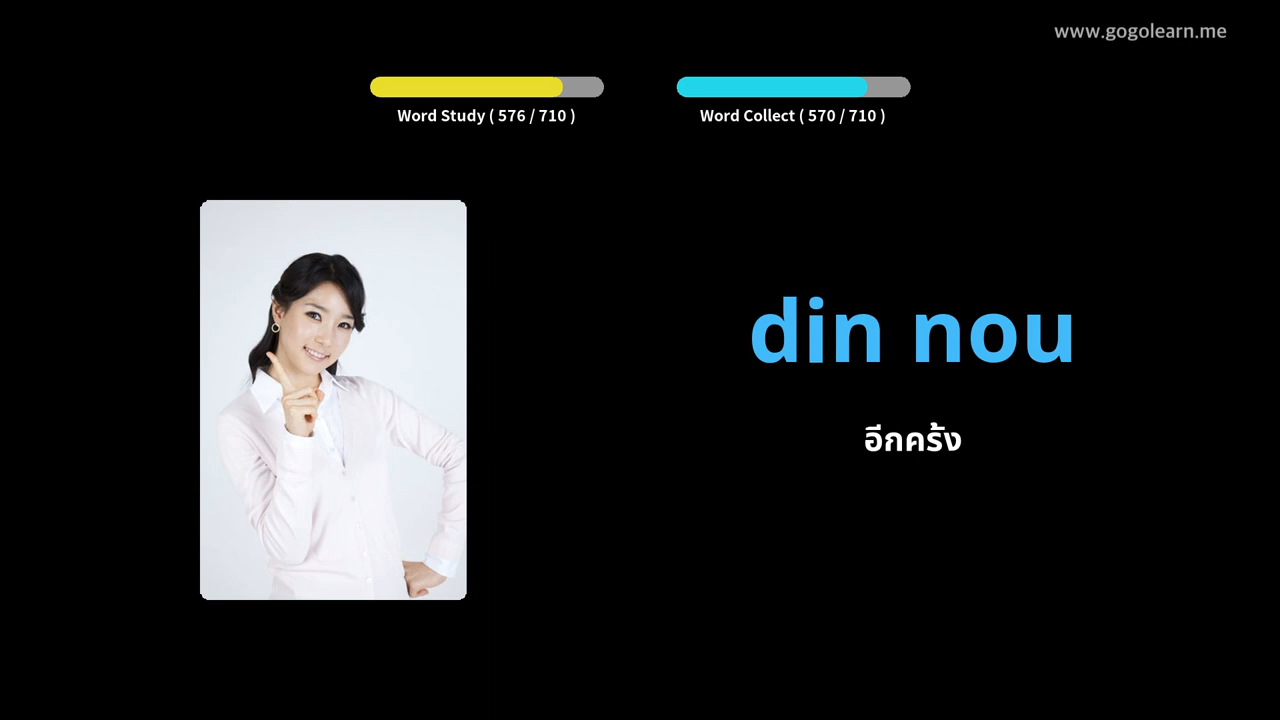 www.gogolearn.me
Word Study ( 576 / 710 )
Word Collect ( 570 / 710 )
din nou
อีกครั้ง